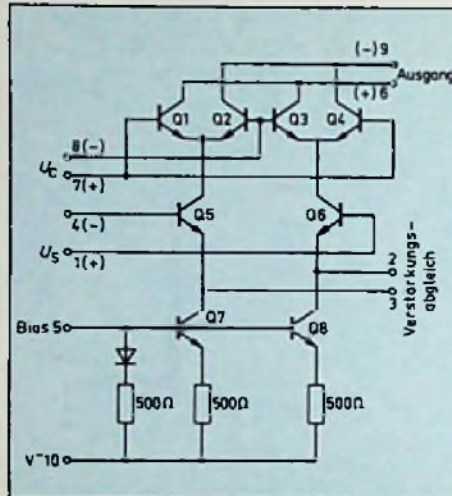 (-)9
Ausgang
(+)6
Q1
Q2
Q3
Q4
8(-)
U_C
7(+)
Q5
Q6
4(-)
U_S
1(+)
2
3
Verstärkungs-
abgleich
Q7
Q8
Bias 5
500Ω
500Ω
500Ω
V⁻10